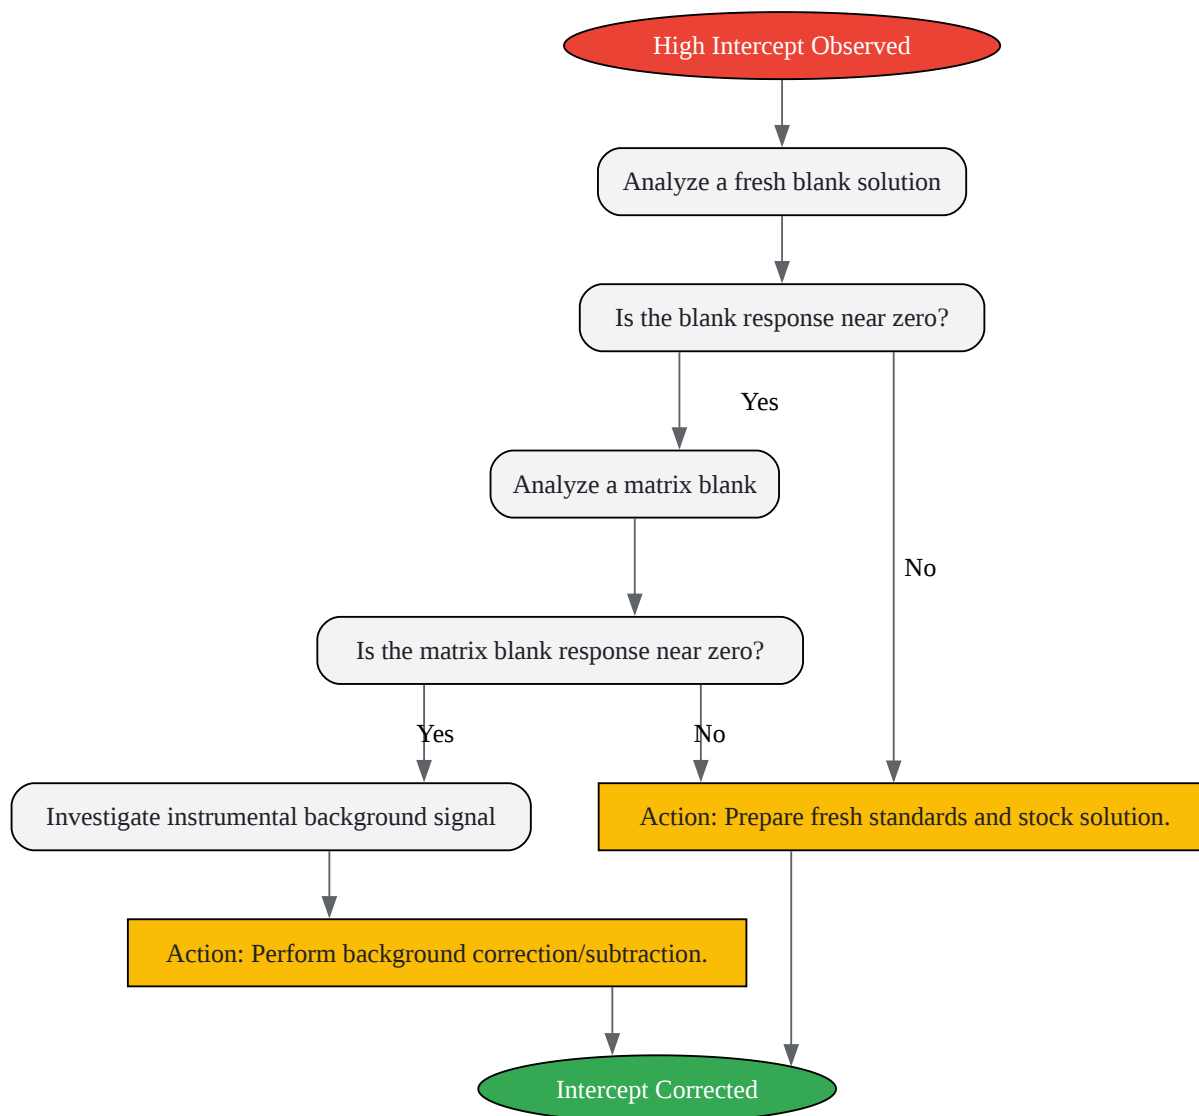 High Intercept Observed
Analyze a fresh blank solution
Is the blank response near zero?
Yes
Analyze a matrix blank
No
Is the matrix blank response near zero?
Yes
No
Investigate instrumental background signal
Action: Prepare fresh standards and stock solution.
Action: Perform background correction/subtraction.
Intercept Corrected